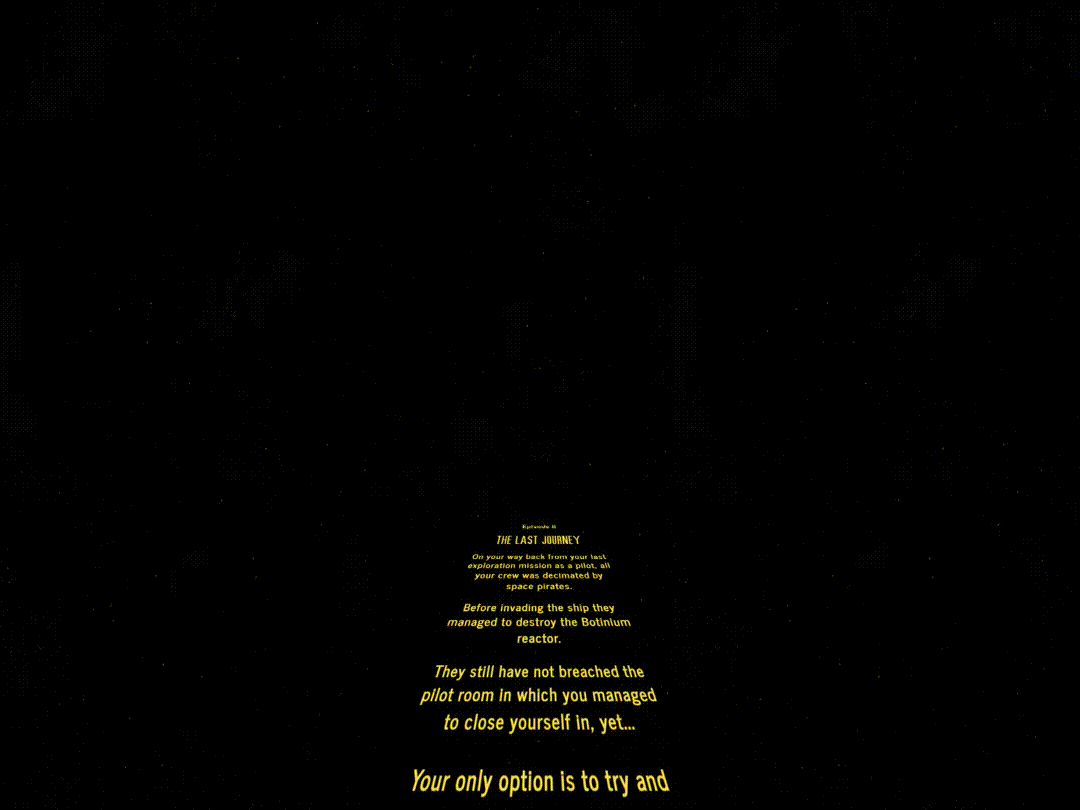 Episode II
THE LAST JOURNEY
On your way back from your last
exploration mission as a pilot, all
your crew was decimated by
space pirates.
Before invading the ship they
managed to destroy the Botinium
reactor.
They still have not breached the
pilot room in which you managed
to close yourself in, yet...
Your only option is to try and